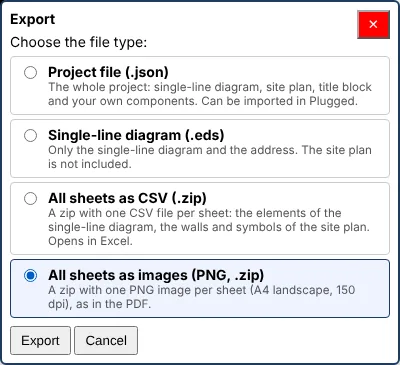 Export
×
Choose the file type:
Project file (.json)
The whole project: single-line diagram, site plan, title block
and your own components. Can be imported in Plugged.
Single-line diagram (.eds)
Only the single-line diagram and the address. The site plan
is not included.
All sheets as CSV (.zip)
A zip with one CSV file per sheet: the elements of the
single-line diagram, the walls and symbols of the site plan.
Opens in Excel.
All sheets as images (PNG, .zip)
A zip with one PNG image per sheet (A4 landscape, 150
dpi), as in the PDF.
Export
Cancel